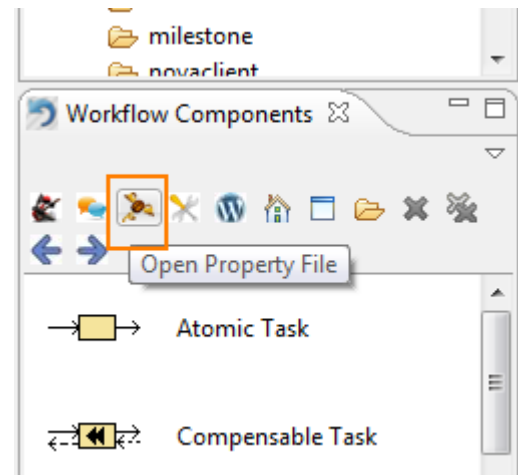 milestone
novaclient
Workflow Components
Open Property File
Atomic Task
Compensable Task